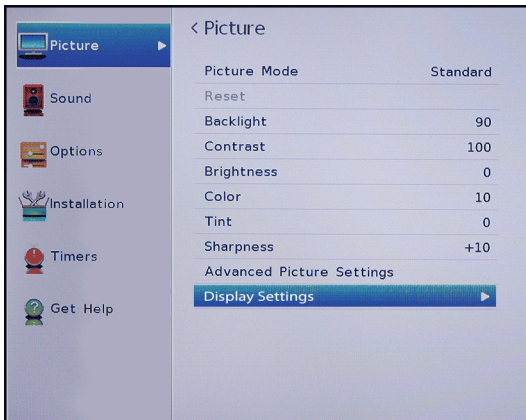 Picture
Sound
Options
Installation
Timers
? Get Help
< Picture
Picture Mode Standard
Reset
Backlight 90
Contrast 100
Brightness 0
Color 10
Tint 0
Sharpness +10
Advanced Picture Settings
Display Settings